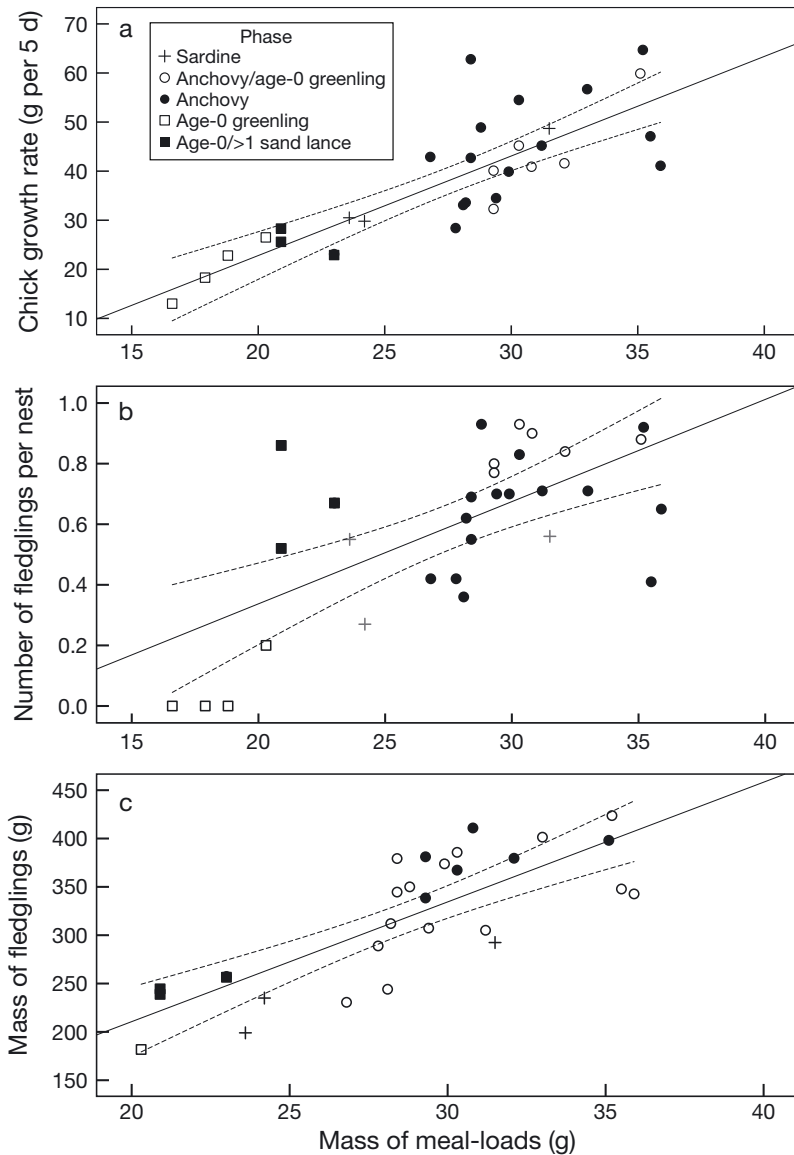 a
Phase
Sardine
Anchovy/age-0 greenling
Anchovy
Age-0 greenling
Age-0/>1 sand lance
Chick growth rate (g per 5 d)
70
60
50
40
30
20
10
15 20 25 30 35 40
b
Number of fledglings per nest
1.0
0.8
0.6
0.4
0.2
0.0
15 20 25 30 35 40
c
Mass of fledglings (g)
450
400
350
300
250
200
150
20 25 30 35 40
Mass of meal-loads (g)